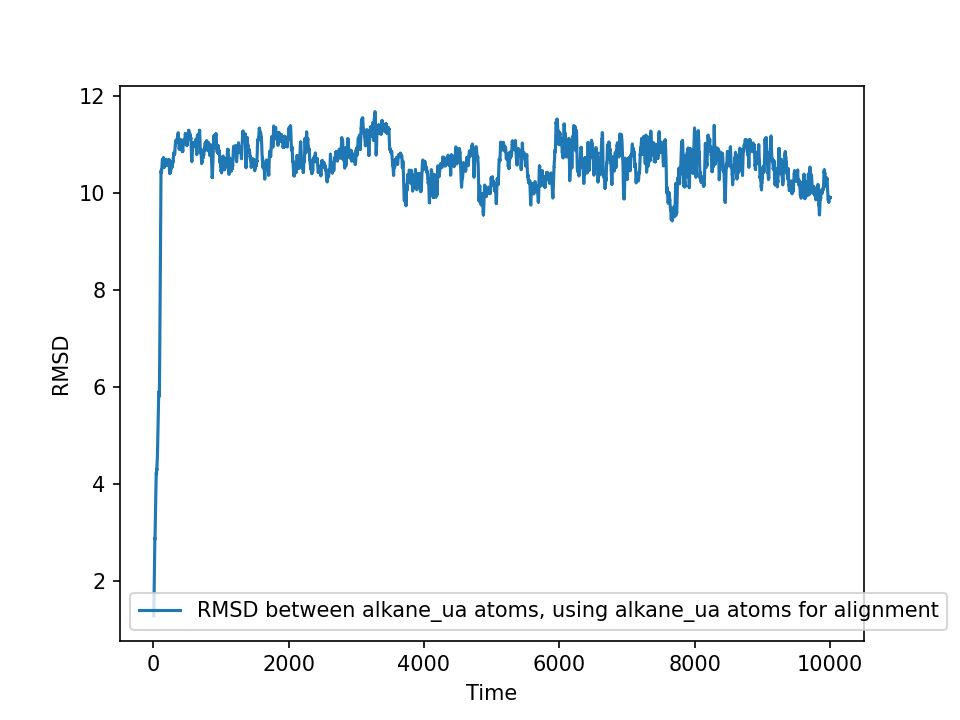 12
10
8
6
4
2
RMSD
RMSD between alkane_ua atoms, using alkane_ua atoms for alignment
0 2000 4000 6000 8000 10000
Time